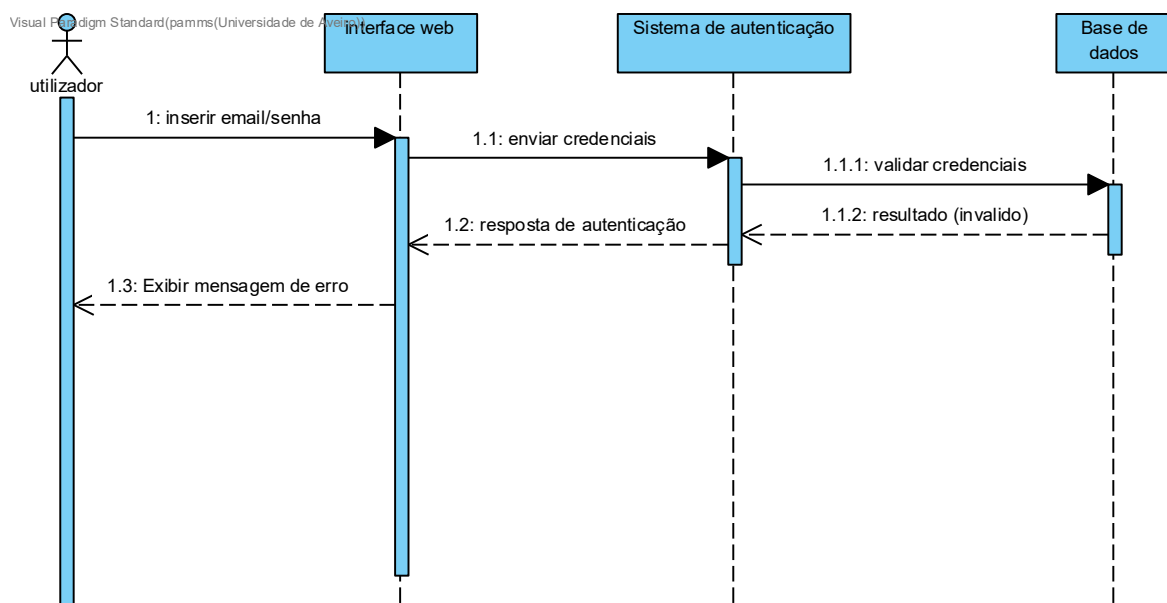 Visual Paradigm Standard(pamms(Universidade de Aveiro))
utilizador
interface web
Sistema de autenticação
Base de
dados
1: inserir email/senha
1.1: enviar credenciais
1.1.1: validar credenciais
1.1.2: resultado (invalido)
1.2: resposta de autenticação
1.3: Exibir mensagem de erro